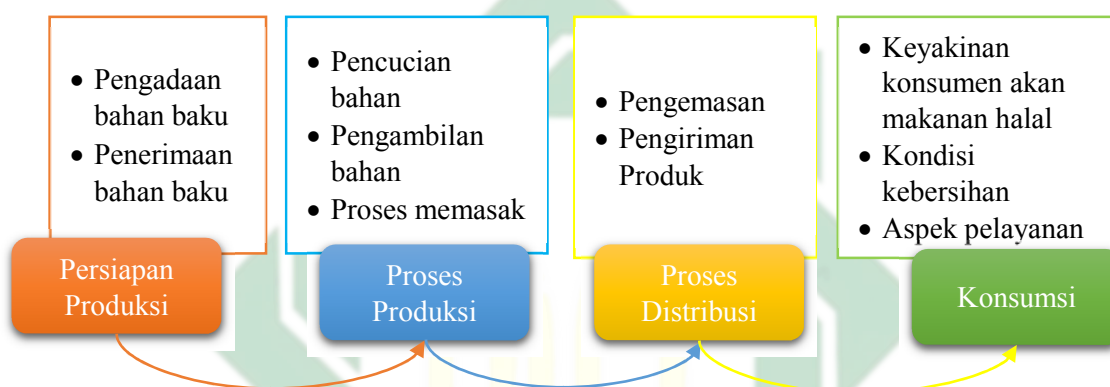 • Pengadaan
bahan baku
• Penerimaan
bahan baku
Persiapan
Produksi
• Pencucian
bahan
• Pengambilan
bahan
• Proses memasak
Proses
Produksi
• Pengemasan
• Pengiriman
Produk
Proses
Distribusi
• Keyakinan
konsumen akan
makanan halal
• Kondisi
kebersihan
• Aspek pelayanan
Konsumsi